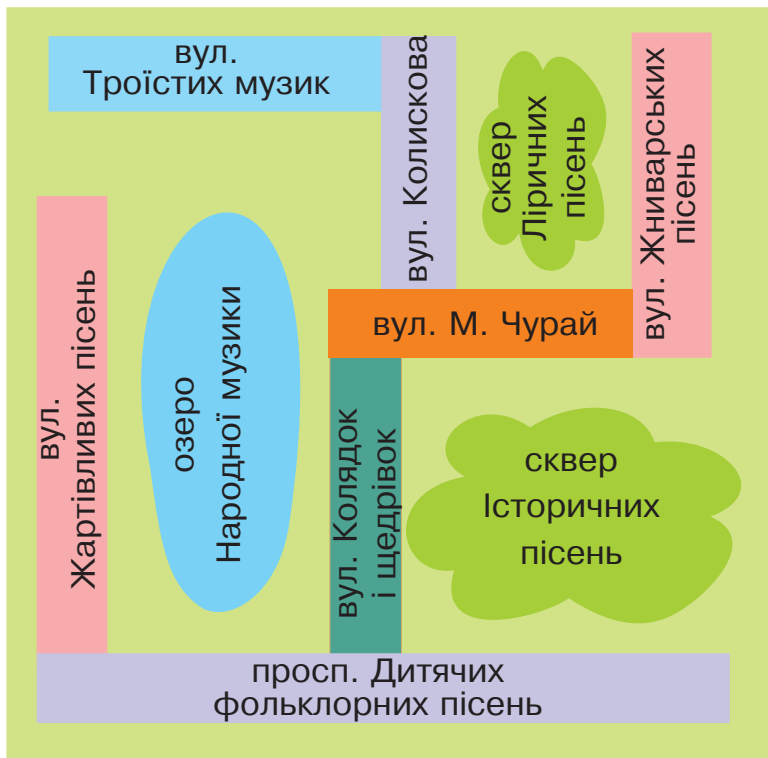 вул.
Троїстих музик
вул. Колискова
сквер
Ліричних
пісень
вул. Жниварських
пісень
вул. М. Чурай
вул.
Жартівливих пісень
озеро
Народної музики
вул. Колядок
і щедрівок
сквер
Історичних
пісень
просп. Дитячих
фольклорних пісень